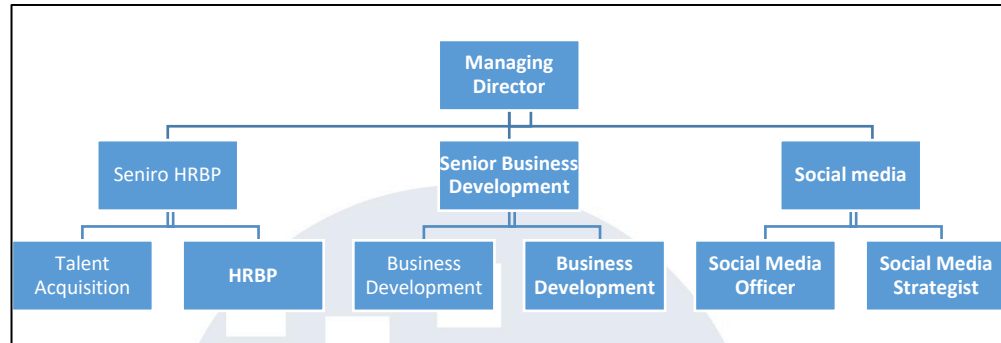 Managing
Director
Seniro HRBP
Senior Business
Development
Social media
Talent
Acquisition
HRBP
Business
Development
Business
Development
Social Media
Officer
Social Media
Strategist